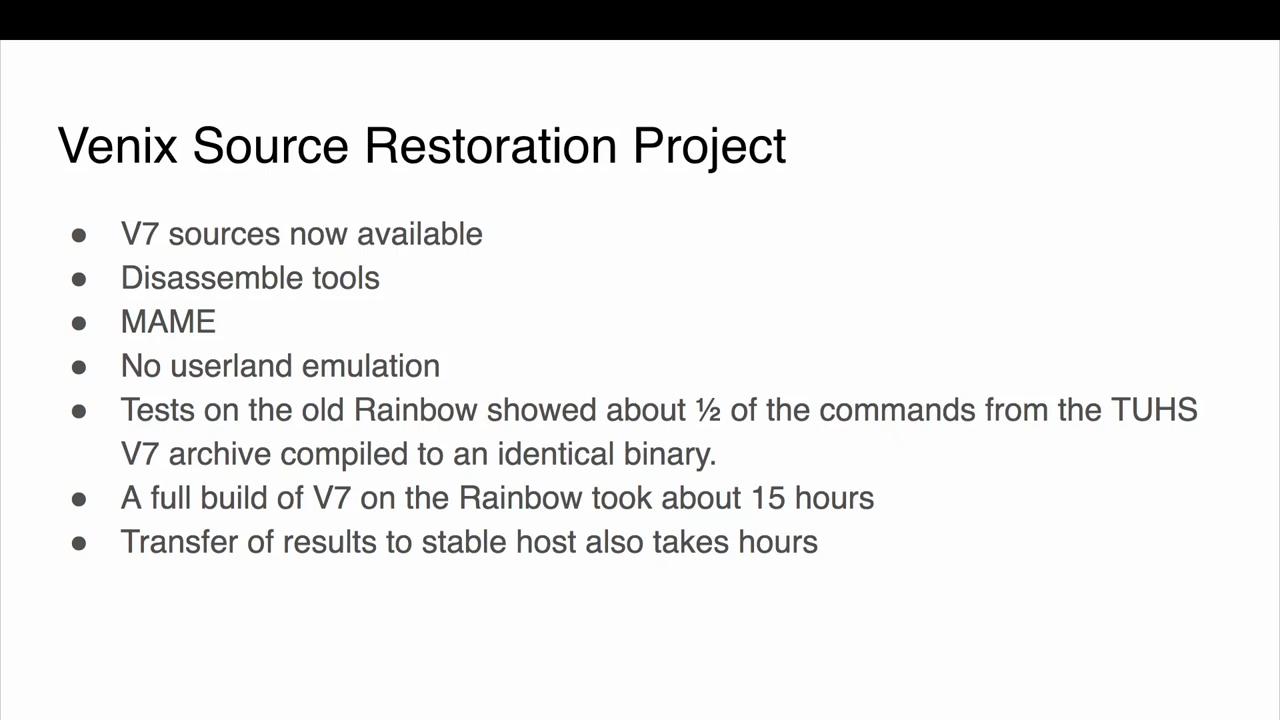 Venix Source Restoration Project
● V7 sources now available
● Disassemble tools
● MAME
● No userland emulation
● Tests on the old Rainbow showed about ½ of the commands from the TUHS
V7 archive compiled to an identical binary.
● A full build of V7 on the Rainbow took about 15 hours
● Transfer of results to stable host also takes hours